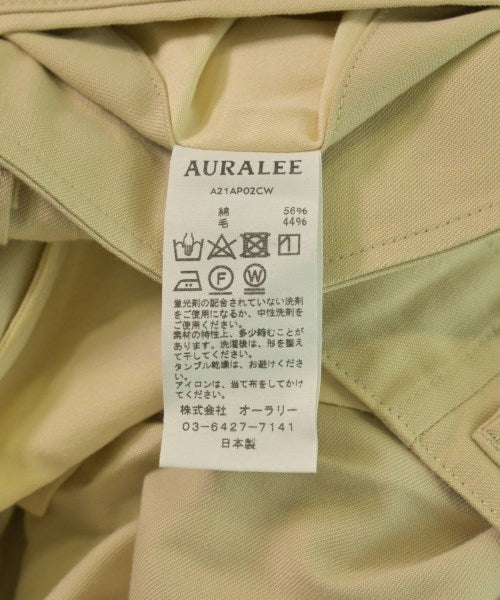 AURALEE
A21AP02CW
綿 56%
毛 44%
F W
蛍光剤の配合されていない洗剤
をご使用になるか、中性洗剤を
ご使用ください。
素材の特性上、多少縮むことが
あります。洗濯後は、形を整え
て干してください。
タンブル乾燥は、お避けくださ
い。
アイロンは、当て布をしてかけ
てください。
株式会社 オーラリー
03-6427-7141
日本製